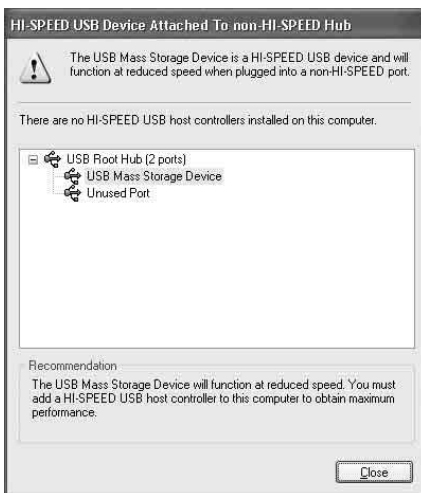 HI-SPEED USB Device Attached To non-HI-SPEED Hub
The USB Mass Storage Device is a HI-SPEED USB device and will
function at reduced speed when plugged into a non-HI-SPEED port.
There are no HI-SPEED USB host controllers installed on this computer.
USB Root Hub (2 ports)
USB Mass Storage Device
Unused Port
Recommendation
The USB Mass Storage Device will function at reduced speed. You must
add a HI-SPEED USB host controller to this computer to obtain maximum
performance.
Close